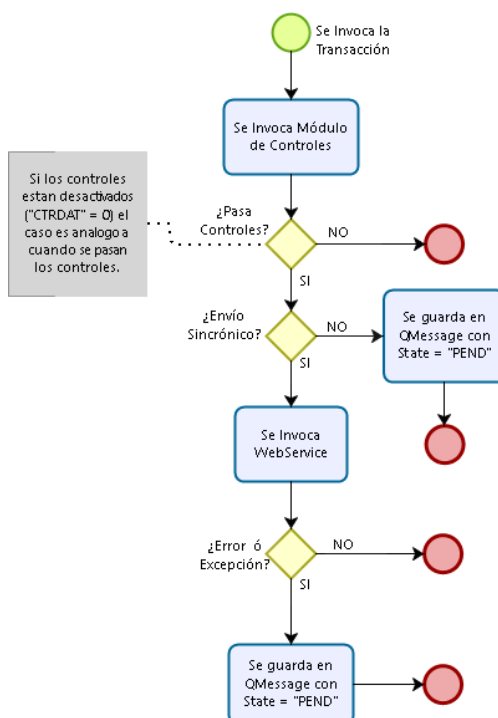 Se Invoca la
Transacción
Se Invoca Módulo
de Controles
Si los controles
estan desactivados
("CTRDAT" = 0) el
caso es analogo a
cuando se pasan
los controles.
¿Pasa
Controles?
NO
SI
¿Envío
Sincrónico?
NO
Se guarda en
QMessage con
State = "PEND"
SI
Se Invoca
WebService
¿Error ó
Excepción?
NO
SI
Se guarda en
QMessage con
State = "PEND"